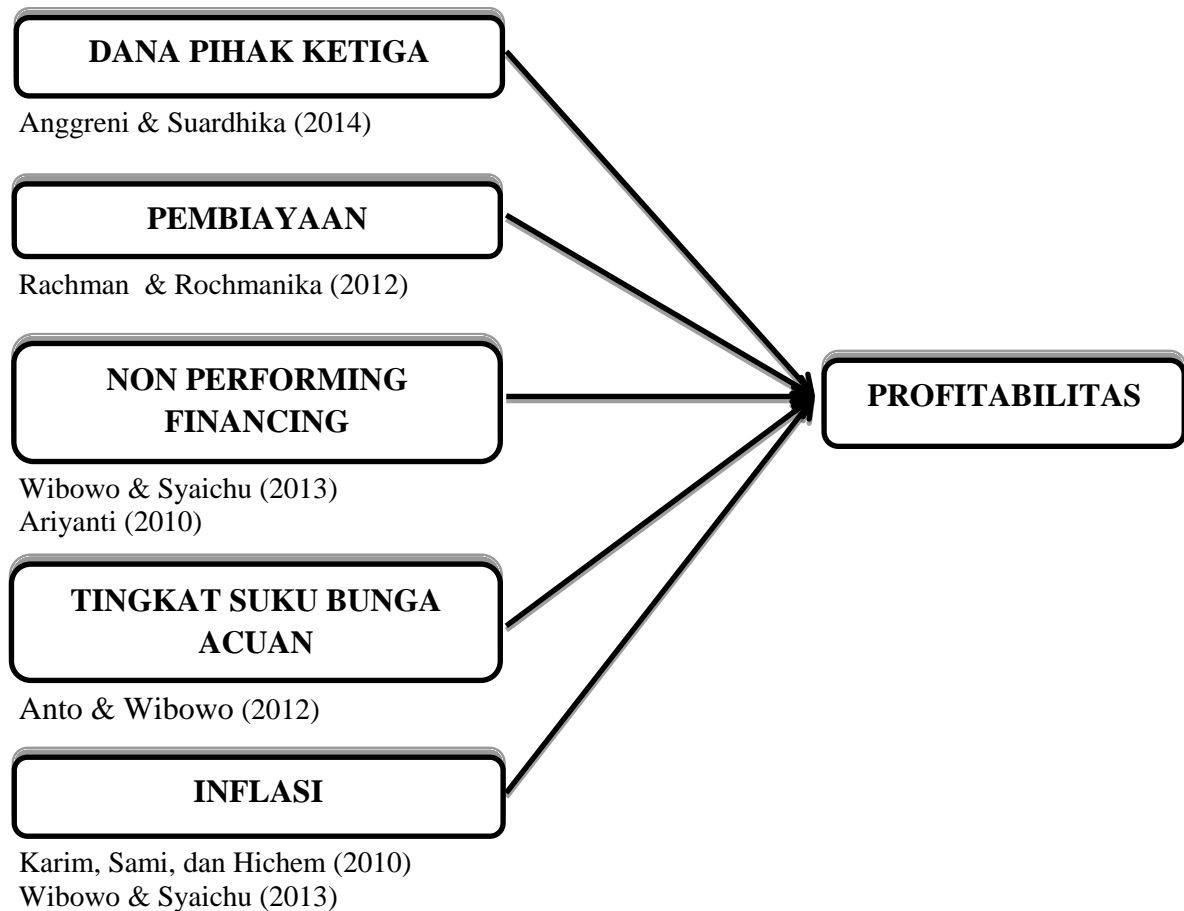 DANA PIHAK KETIGA
Anggreni & Suardhika (2014)
PEMBIAYAAN
Rachman & Rochmanika (2012)
NON PERFORMING
FINANCING
Wibowo & Syaichu (2013)
Ariyanti (2010)
TINGKAT SUKU BUNGA
ACUAN
Anto & Wibowo (2012)
INFLASI
Karim, Sami, dan Hichem (2010)
Wibowo & Syaichu (2013)
PROFITABILITAS